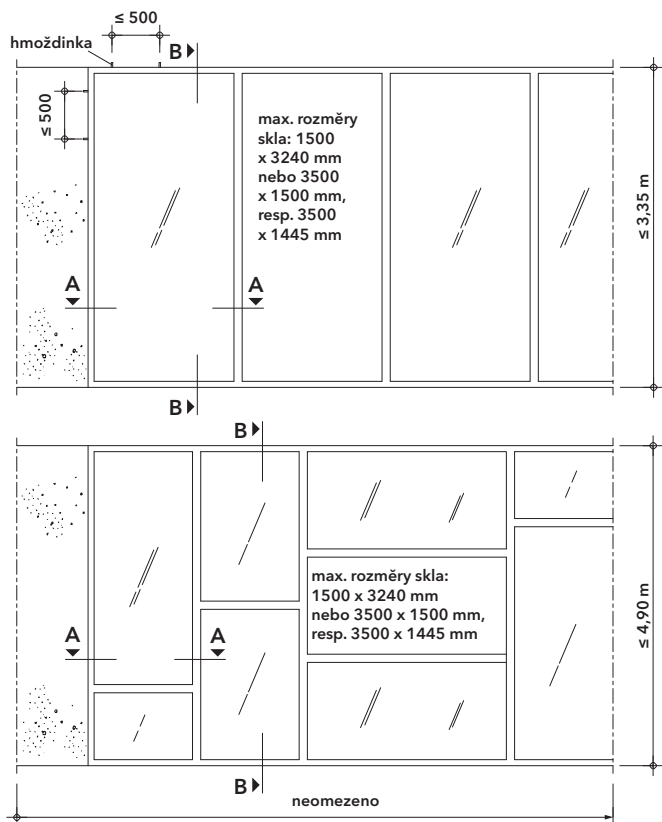 ≤ 500
hmoždinka
B
≤ 500
max. rozměry
skla: 1500
x 3240 mm
nebo 3500
x 1500 mm,
resp. 3500
x 1445 mm
≤ 3,35 m
A
A
B
B
max. rozměry skla:
1500 x 3240 mm
nebo 3500 x 1500 mm,
resp. 3500 x 1445 mm
≤ 4,90 m
A
A
B
neomezeno